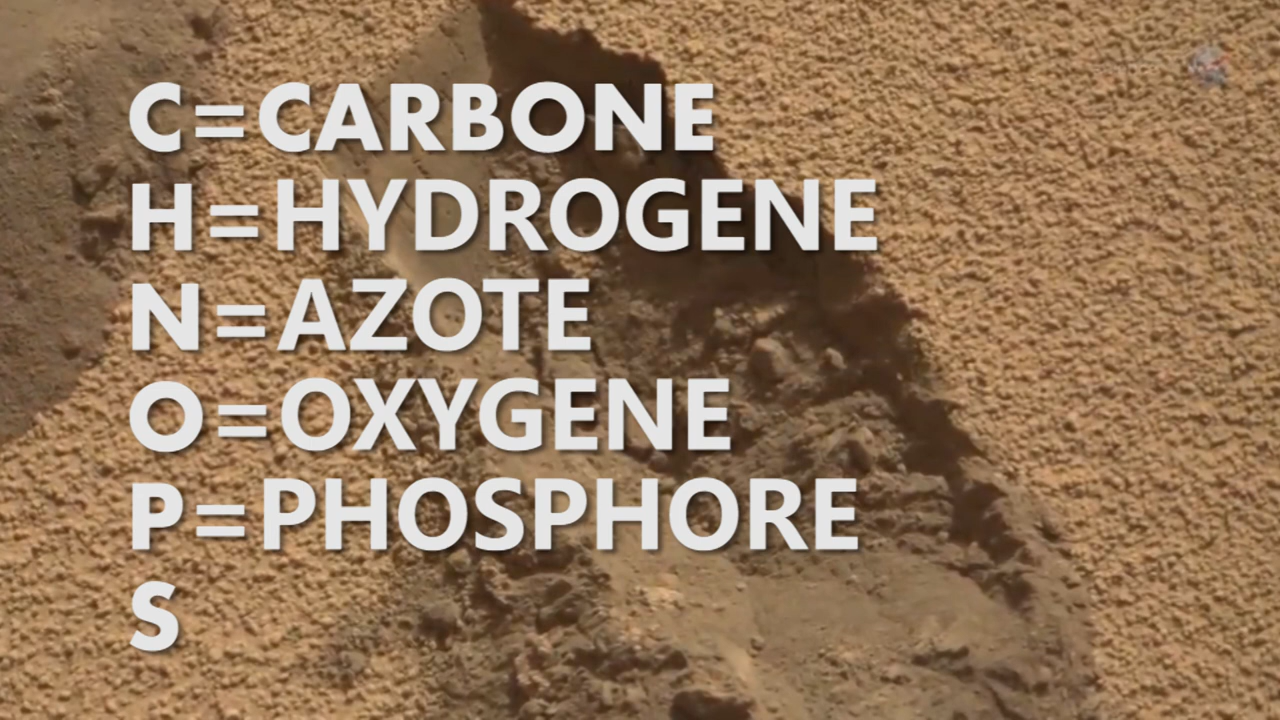 C=CARBONE
H=HYDROGENE
N=AZOTE
O=OXYGENE
P=PHOSPHORE
S